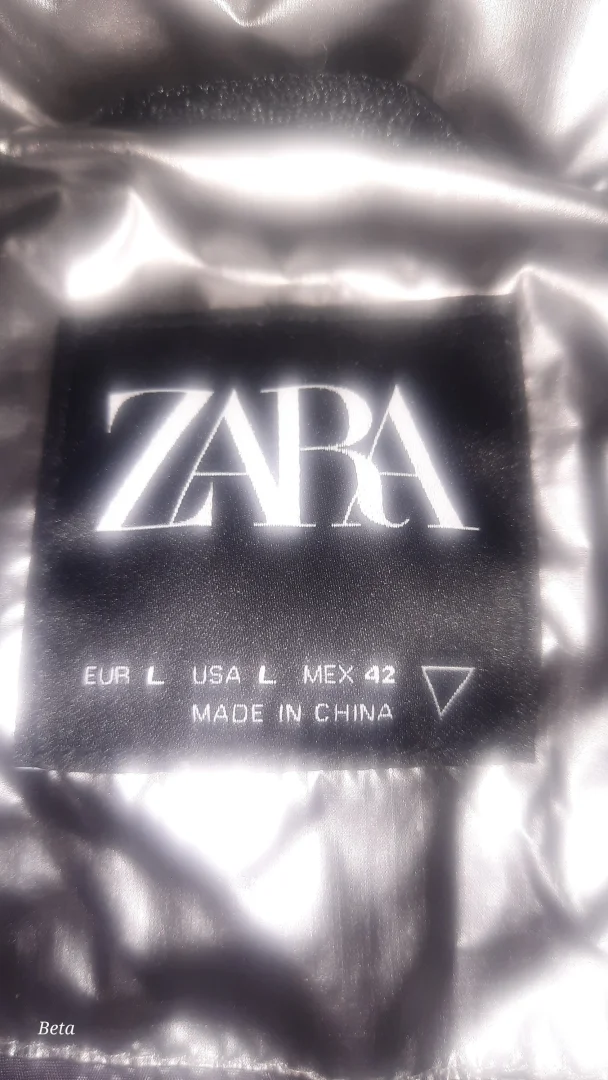 ZARA
EUR L USA L MEX 42
MADE IN CHINA
Beta